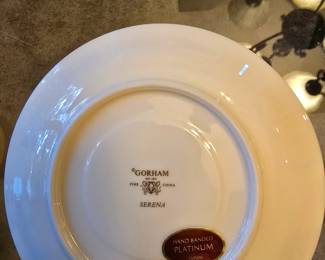 GORHAM
FINE CHINA
SERENA
HAND BANDED
PLATINUM